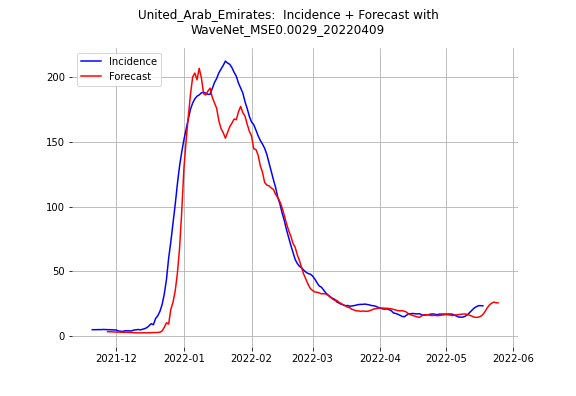 United_Arab_Emirates:  Incidence + Forecast with
WaveNet_MSE0.0029_20220409
Incidence
Forecast
200
150
100
50
0
2021-12 2022-01 2022-02 2022-03 2022-04 2022-05 2022-06